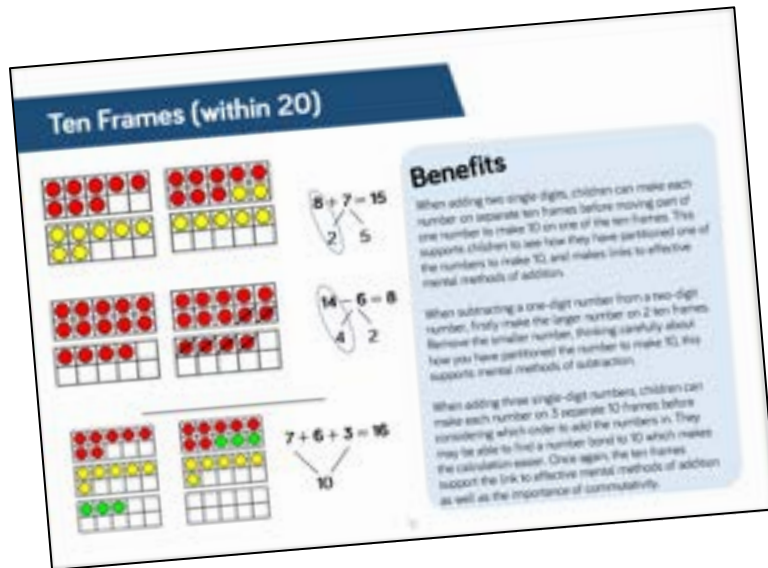 Ten Frames (within 20)
8 + 7 = 15
2 5
14 - 6 = 8
4 2
7 + 6 + 3 = 16
10
Benefits
When adding two single digits, children can make each
number on separate ten frames before moving part of
one number to make 10 on one of the ten frames. This
supports children to see how they have partitioned one of
the numbers to make 10, and makes links to effective
mental methods of addition.
When subtracting a one-digit number from a two-digit
number, firstly make the larger number on 2 ten frames.
Remove the smaller number, thinking carefully about
how you have partitioned the number to make 10, this
supports mental methods of subtraction.
When adding three single-digit numbers, children can
make each number on 3 separate 10 frames before
considering which order to add the numbers in. They
may be able to find a number bond to 10 which makes
the calculation easier. Once again, the ten frames
support the link to effective mental methods of addition
as well as the importance of commutativity.